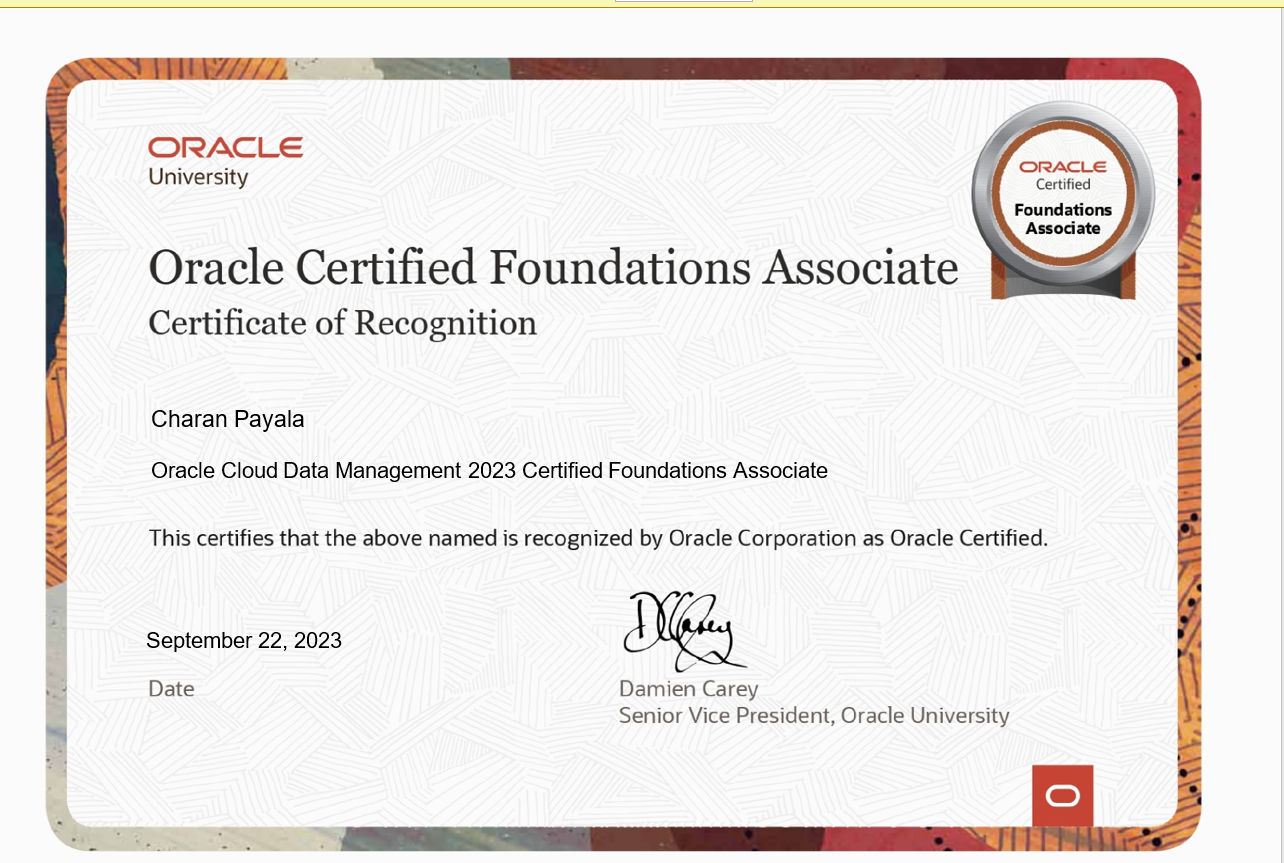 ORACLE
University
ORACLE
Certified
Foundations
Associate
Oracle Certified Foundations Associate
Certificate of Recognition
Charan Payala
Oracle Cloud Data Management 2023 Certified Foundations Associate
This certifies that the above named is recognized by Oracle Corporation as Oracle Certified.
DCarey
September 22, 2023
Date
Damien Carey
Senior Vice President, Oracle University